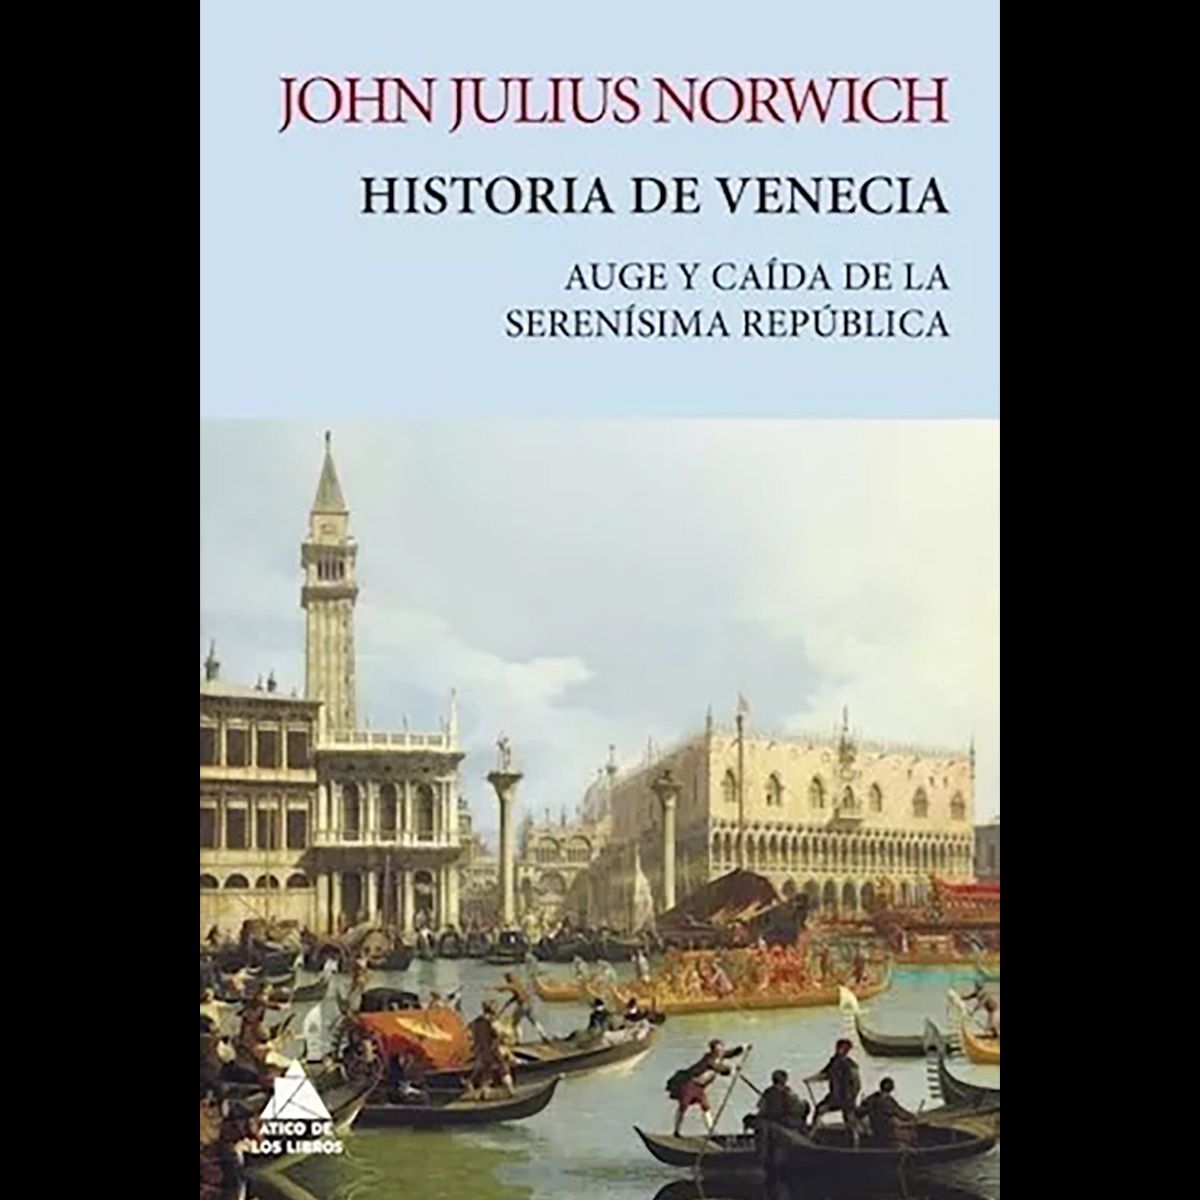 JOHN JULIUS NORWICH
HISTORIA DE VENECIA
AUGE Y CAÍDA DE LA
SERENÍSIMA REPÚBLICA
ATICO DE
LOS LIBROS